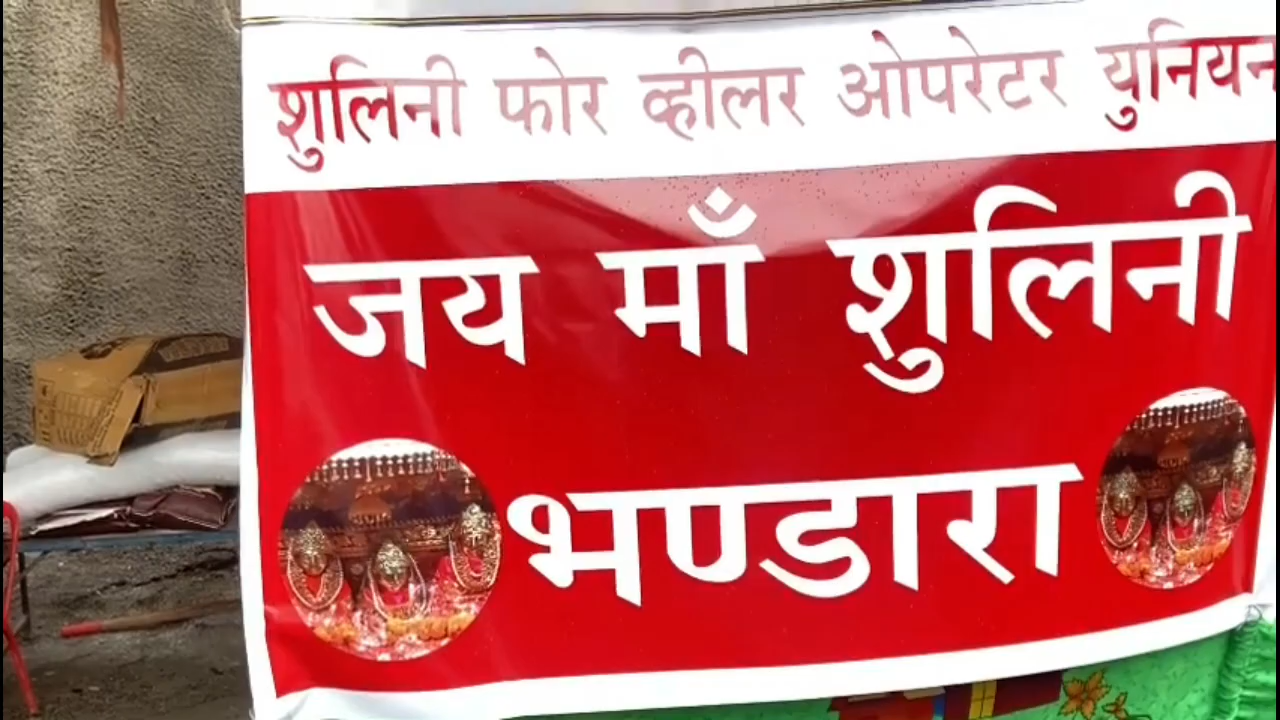 शुलिनी फोर व्हीलर ओपरेटर युनियन
जय माँ शुलिनी
भण्डारा